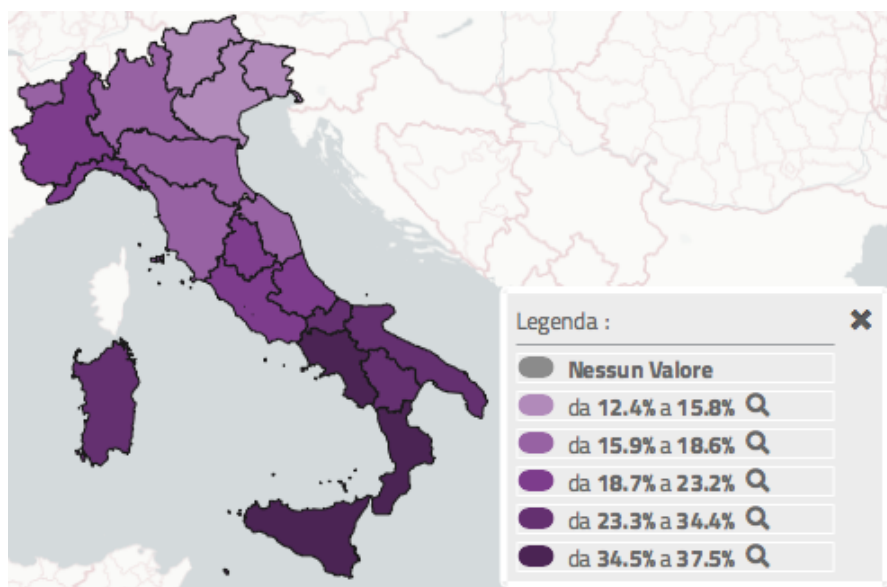 Legenda :
Nessun Valore
da 12.4% a 15.8%
da 15.9% a 18.6%
da 18.7% a 23.2%
da 23.3% a 34.4%
da 34.5% a 37.5%